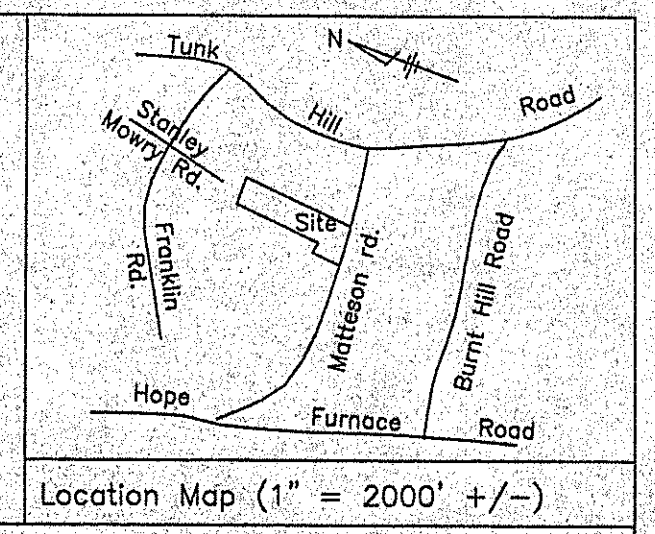 Tunk
N
Hill
Road
Stanley
Mowry Rd.
Site
Franklin
Rd.
Matteson rd.
Burnt Hill Road
Hope
Furnace
Road
Location Map (1" = 2000' +/-)